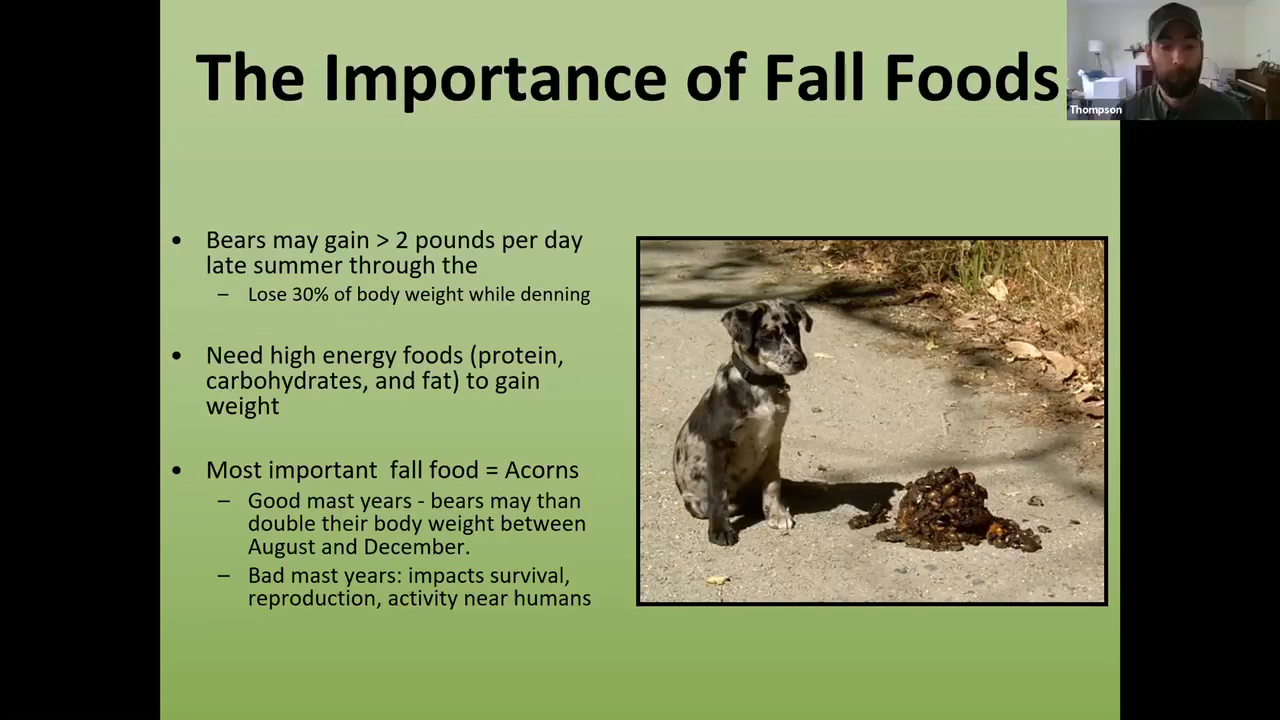 The Importance of Fall Foods
Thompson
• Bears may gain > 2 pounds per day
late summer through the
– Lose 30% of body weight while denning
• Need high energy foods (protein,
carbohydrates, and fat) to gain
weight
• Most important  fall food = Acorns
– Good mast years - bears may than
double their body weight between
August and December.
– Bad mast years: impacts survival,
reproduction, activity near humans